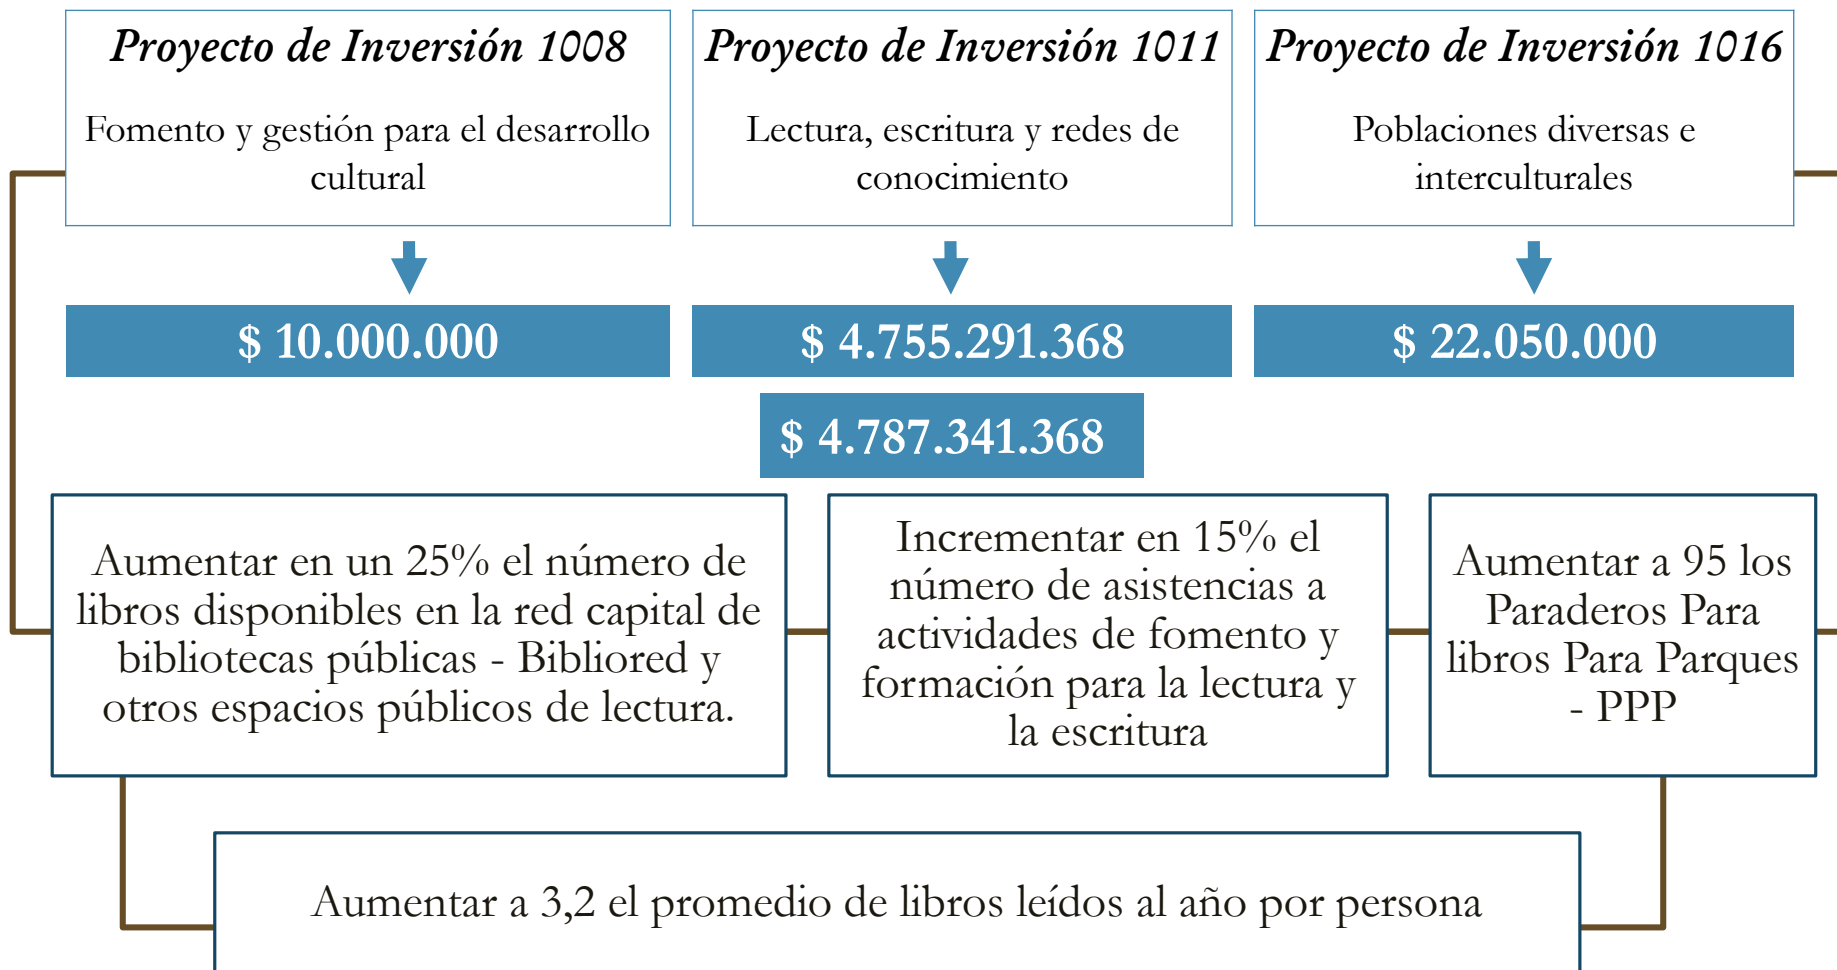 Proyecto de Inversión 1008
Fomento y gestión para el desarrollo
cultural
Proyecto de Inversión 1011
Lectura, escritura y redes de
conocimiento
Proyecto de Inversión 1016
Poblaciones diversas e
interculturales
$ 10.000.000
$ 4.755.291.368
$ 22.050.000
$ 4.787.341.368
Aumentar en un 25% el número de
libros disponibles en la red capital de
bibliotecas públicas - Bibliored y
otros espacios públicos de lectura.
Incrementar en 15% el
número de asistencias a
actividades de fomento y
formación para la lectura y
la escritura
Aumentar a 95 los
Paraderos Para
libros Para Parques
- PPP
Aumentar a 3,2 el promedio de libros leídos al año por persona